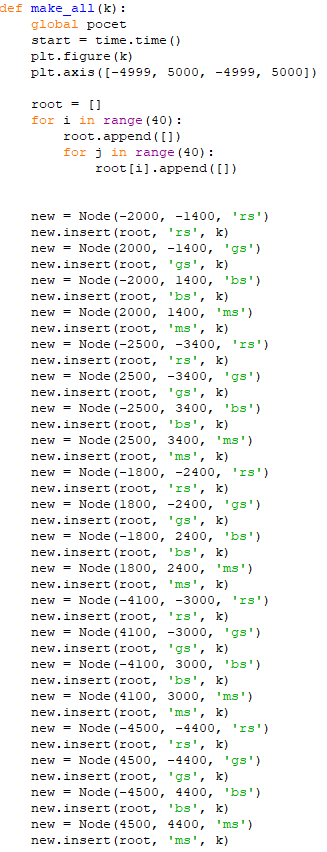 def make_all(k):
    global pocet
    start = time.time()
    plt.figure(k)
    plt.axis([-4999, 5000, -4999, 5000])
    root = []
    for i in range(40):
        root.append([])
        for j in range(40):
            root[i].append([])
    new = Node(-2000, -1400, 'rs')
    new.insert(root, 'rs', k)
    new = Node(2000, -1400, 'gs')
    new.insert(root, 'gs', k)
    new = Node(-2000, 1400, 'bs')
    new.insert(root, 'bs', k)
    new = Node(2000, 1400, 'ms')
    new.insert(root, 'ms', k)
    new = Node(-2500, -3400, 'rs')
    new.insert(root, 'rs', k)
    new = Node(2500, -3400, 'gs')
    new.insert(root, 'gs', k)
    new = Node(-2500, 3400, 'bs')
    new.insert(root, 'bs', k)
    new = Node(2500, 3400, 'ms')
    new.insert(root, 'ms', k)
    new = Node(-1800, -2400, 'rs')
    new.insert(root, 'rs', k)
    new = Node(1800, -2400, 'gs')
    new.insert(root, 'gs', k)
    new = Node(-1800, 2400, 'bs')
    new.insert(root, 'bs', k)
    new = Node(1800, 2400, 'ms')
    new.insert(root, 'ms', k)
    new = Node(-4100, -3000, 'rs')
    new.insert(root, 'rs', k)
    new = Node(4100, -3000, 'gs')
    new.insert(root, 'gs', k)
    new = Node(-4100, 3000, 'bs')
    new.insert(root, 'bs', k)
    new = Node(4100, 3000, 'ms')
    new.insert(root, 'ms', k)
    new = Node(-4500, -4400, 'rs')
    new.insert(root, 'rs', k)
    new = Node(4500, -4400, 'gs')
    new.insert(root, 'gs', k)
    new = Node(-4500, 4400, 'bs')
    new.insert(root, 'bs', k)
    new = Node(4500, 4400, 'ms')
    new.insert(root, 'ms', k)